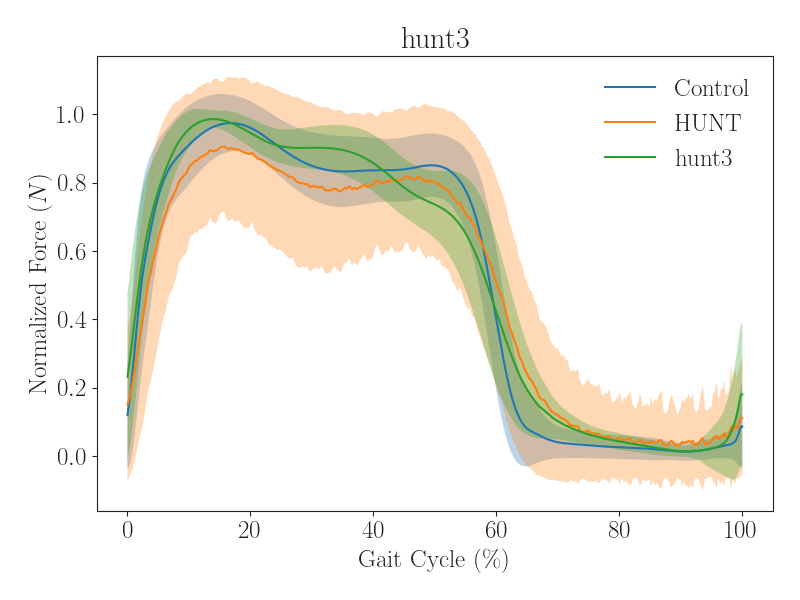 hunt3
Control
HUNT
hunt3
1.0
0.8
0.6
0.4
0.2
0.0
Normalized Force (N)
0 20 40 60 80 100
Gait Cycle (%)